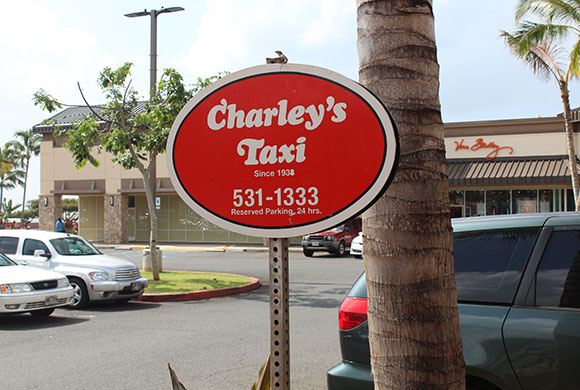 Charley's
Taxi
Since 1938
531-1333
Reserved Parking, 24 hrs.